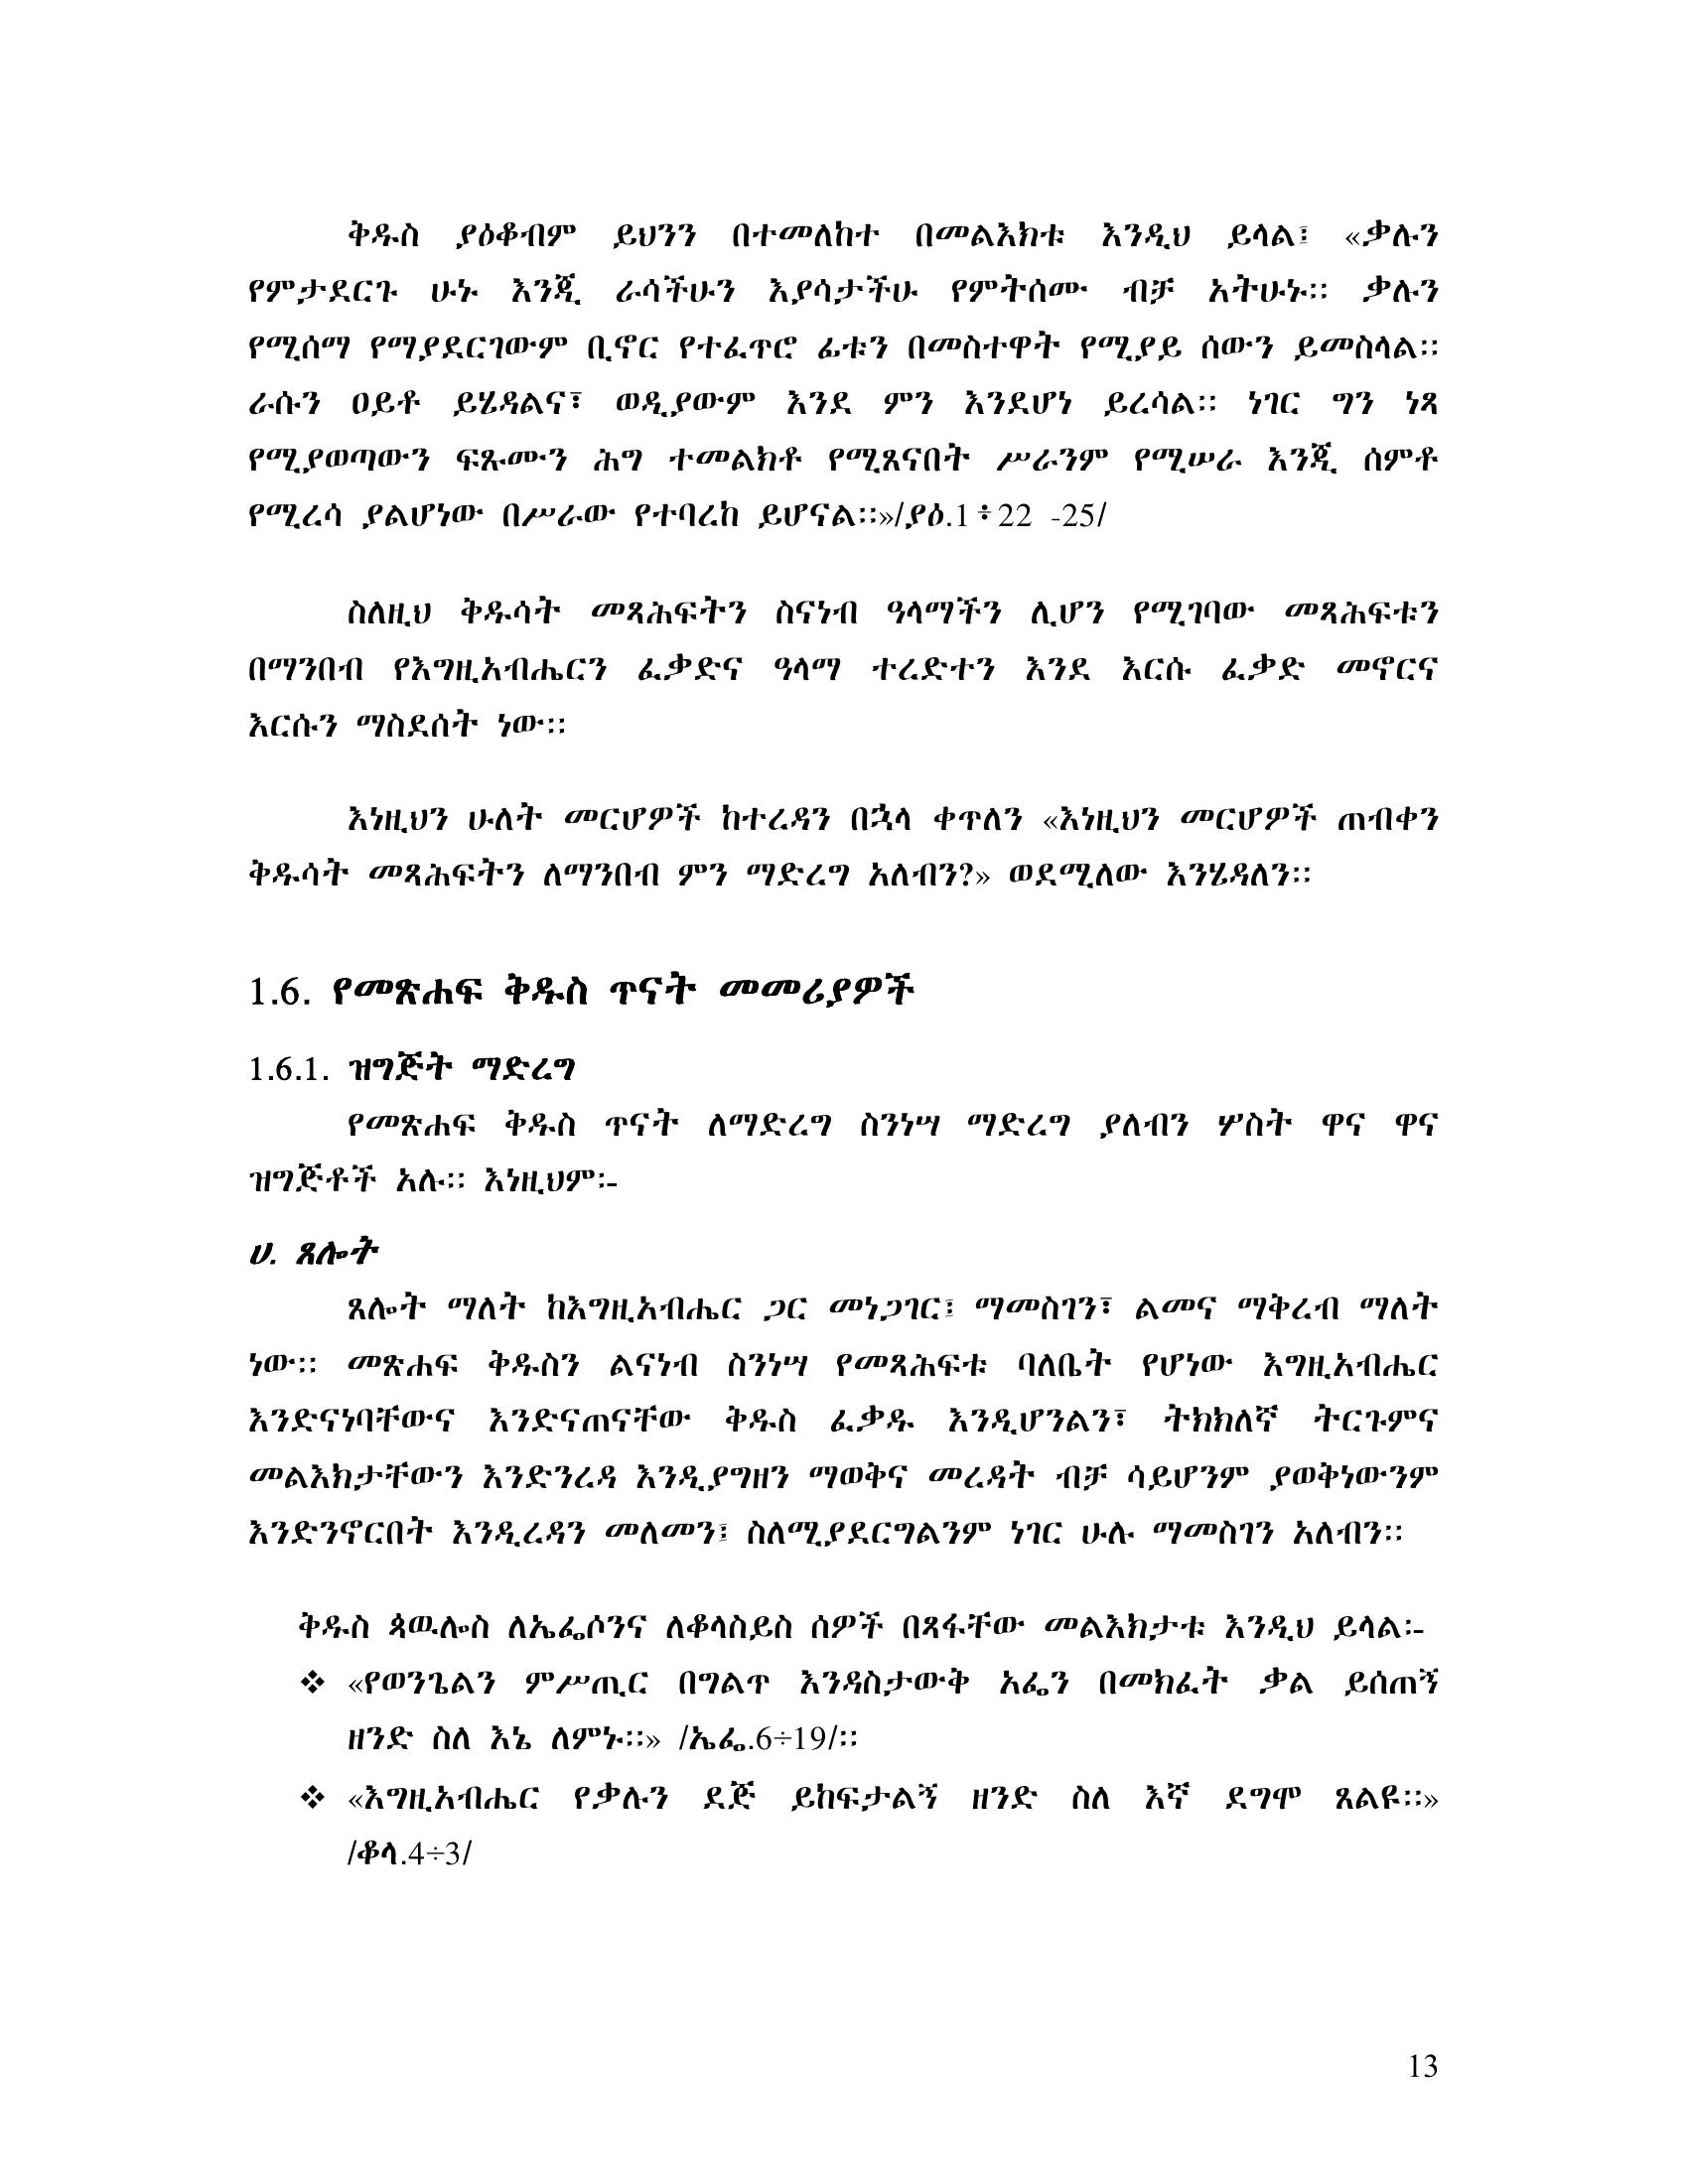 ቅዱስ ያዕቆብም ይህንን በተመለከተ በመልእክቱ እንዲህ ይላል፤ «ቃሉን
የምታደርጉ ሁኑ እንጂ ራሳችሁን እያሳታችሁ የምትሰሙ ብቻ አትሁኑ፡፡ ቃሉን
የሚሰማ የማያደርገውም ቢኖር የተፈጥሮ ፊቱን በመስተዋት የሚያይ ሰውን ይመስላል፡፡
ራሱን ዐይቶ ይሄዳልና፣ ወዲያውም እንደ ምን እንደሆነ ይረሳል፡፡ ነገር ግን ነጻ
የሚያወጣውን ፍጹሙን ሕግ ተመልክቶ የሚጸናበት ሥራንም የሚሠራ እንጂ ሰምቶ
የሚረሳ ያልሆነው በሥራው የተባረከ ይሆናል፡፡»/ያዕ.1፥22 -25/
ስለዚህ ቅዱሳት መጻሕፍትን ስናነብ ዓላማችን ሊሆን የሚገባው መጻሕፍቱን
በማንበብ የእግዚአብሔርን ፈቃድና ዓላማ ተረድተን እንደ እርሱ ፈቃድ መኖርና
እርሱን ማስደሰት ነው፡፡
እነዚህን ሁለት መርሆዎች ከተረዳን በኋላ ቀጥለን «እነዚህን መርሆዎች ጠብቀን
ቅዱሳት መጻሕፍትን ለማንበብ ምን ማድረግ አለብን?» ወደሚለው እንሄዳለን፡፡
1.6. የመጽሐፍ ቅዱስ ጥናት መመሪያዎች
1.6.1. ዝግጅት ማድረግ
የመጽሐፍ ቅዱስ ጥናት ለማድረግ ስንነሣ ማድረግ ያለብን ሦስት ዋና ዋና
ዝግጅቶች አሉ፡፡ እነዚህም፡-
ሀ. ጸሎት
ጸሎት ማለት ከእግዚአብሔር ጋር መነጋገር፤ ማመስገን፣ ልመና ማቅረብ ማለት
ነው፡፡ መጽሐፍ ቅዱስን ልናነብ ስንነሣ የመጻሕፍቱ ባለቤት የሆነው እግዚአብሔር
እንድናነባቸውና እንድናጠናቸው ቅዱስ ፈቃዱ እንዲሆንልን፣ ትክክለኛ ትርጉምና
መልእክታቸውን እንድንረዳ እንዲያግዘን ማወቅና መረዳት ብቻ ሳይሆንም ያወቅነውንም
እንድንኖርበት እንዲረዳን መለመን፤ ስለሚያደርግልንም ነገር ሁሉ ማመስገን አለብን፡፡
ቅዱስ ጳዉሎስ ለኤፌሶንና ለቆላስይስ ሰዎች በጻፋቸው መልእክታቱ እንዲህ ይላል፡-
❖ «የወንጌልን ምሥጢር በግልጥ እንዳስታውቅ አፌን በመክፈት ቃል ይሰጠኝ
ዘንድ ስለ እኔ ለምኑ፡፡» /ኤፌ.6÷19/፡፡
❖ «እግዚአብሔር የቃሉን ደጅ ይከፍታልኝ ዘንድ ስለ እኛ ደግሞ ጸልዩ፡፡»
/ቆላ.4÷3/
13